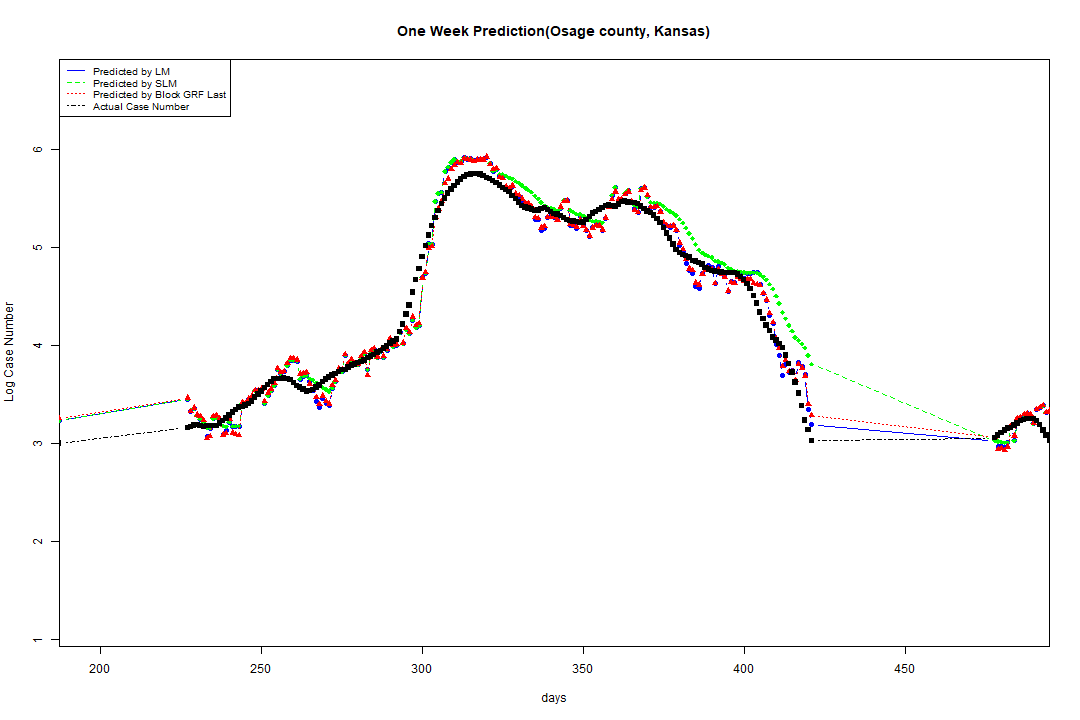 One Week Prediction(Osage county, Kansas)
Predicted by LM
Predicted by SLM
Predicted by Block GRF Last
Actual Case Number
6
5
4
3
2
1
Log Case Number
200 250 300 350 400 450
days